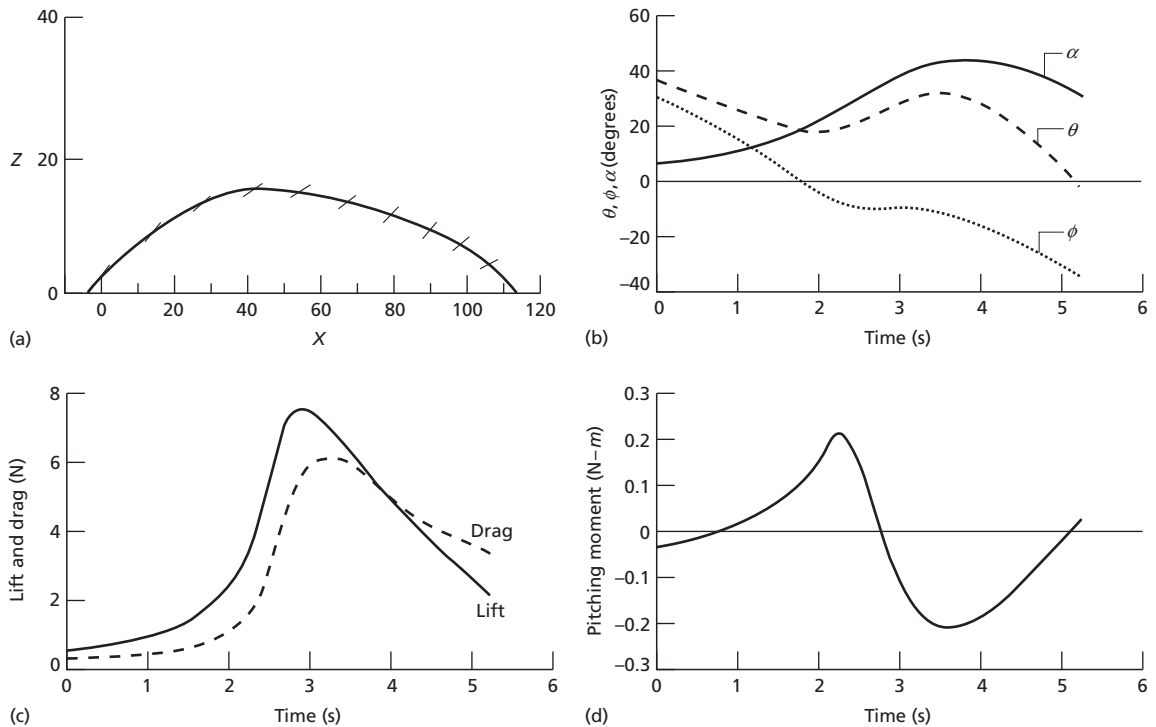 40
20
0
Z
0 20 40 60 80 100 120
X
(a)
60
40
20
0
−20
−40
θ, ϕ, α (degrees)
α
θ
ϕ
0 1 2 3 4 5 6
Time (s)
(b)
8
6
4
2
0
Lift and drag (N)
Drag
Lift
0 1 2 3 4 5 6
Time (s)
(c)
0.3
0.2
0.1
0
−0.1
−0.2
−0.3
Pitching moment (N−m)
0 1 2 3 4 5 6
Time (s)
(d)